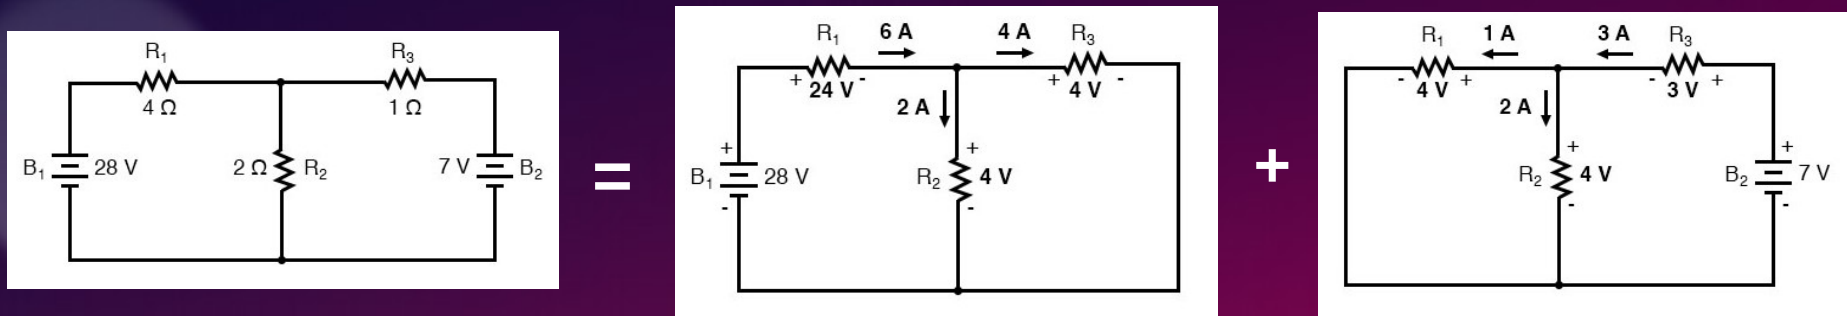 R₁
R₃
4 Ω
1 Ω
B₁
28 V
2 Ω
R₂
7 V
B₂
=
R₁
6 A
4 A
R₃
+
-
+
-
24 V
4 V
2 A
+
+
B₁
28 V
R₂
4 V
-
-
+
R₁
1 A
3 A
R₃
-
+
-
+
4 V
3 V
2 A
+
+
R₂
4 V
B₂
7 V
-
-